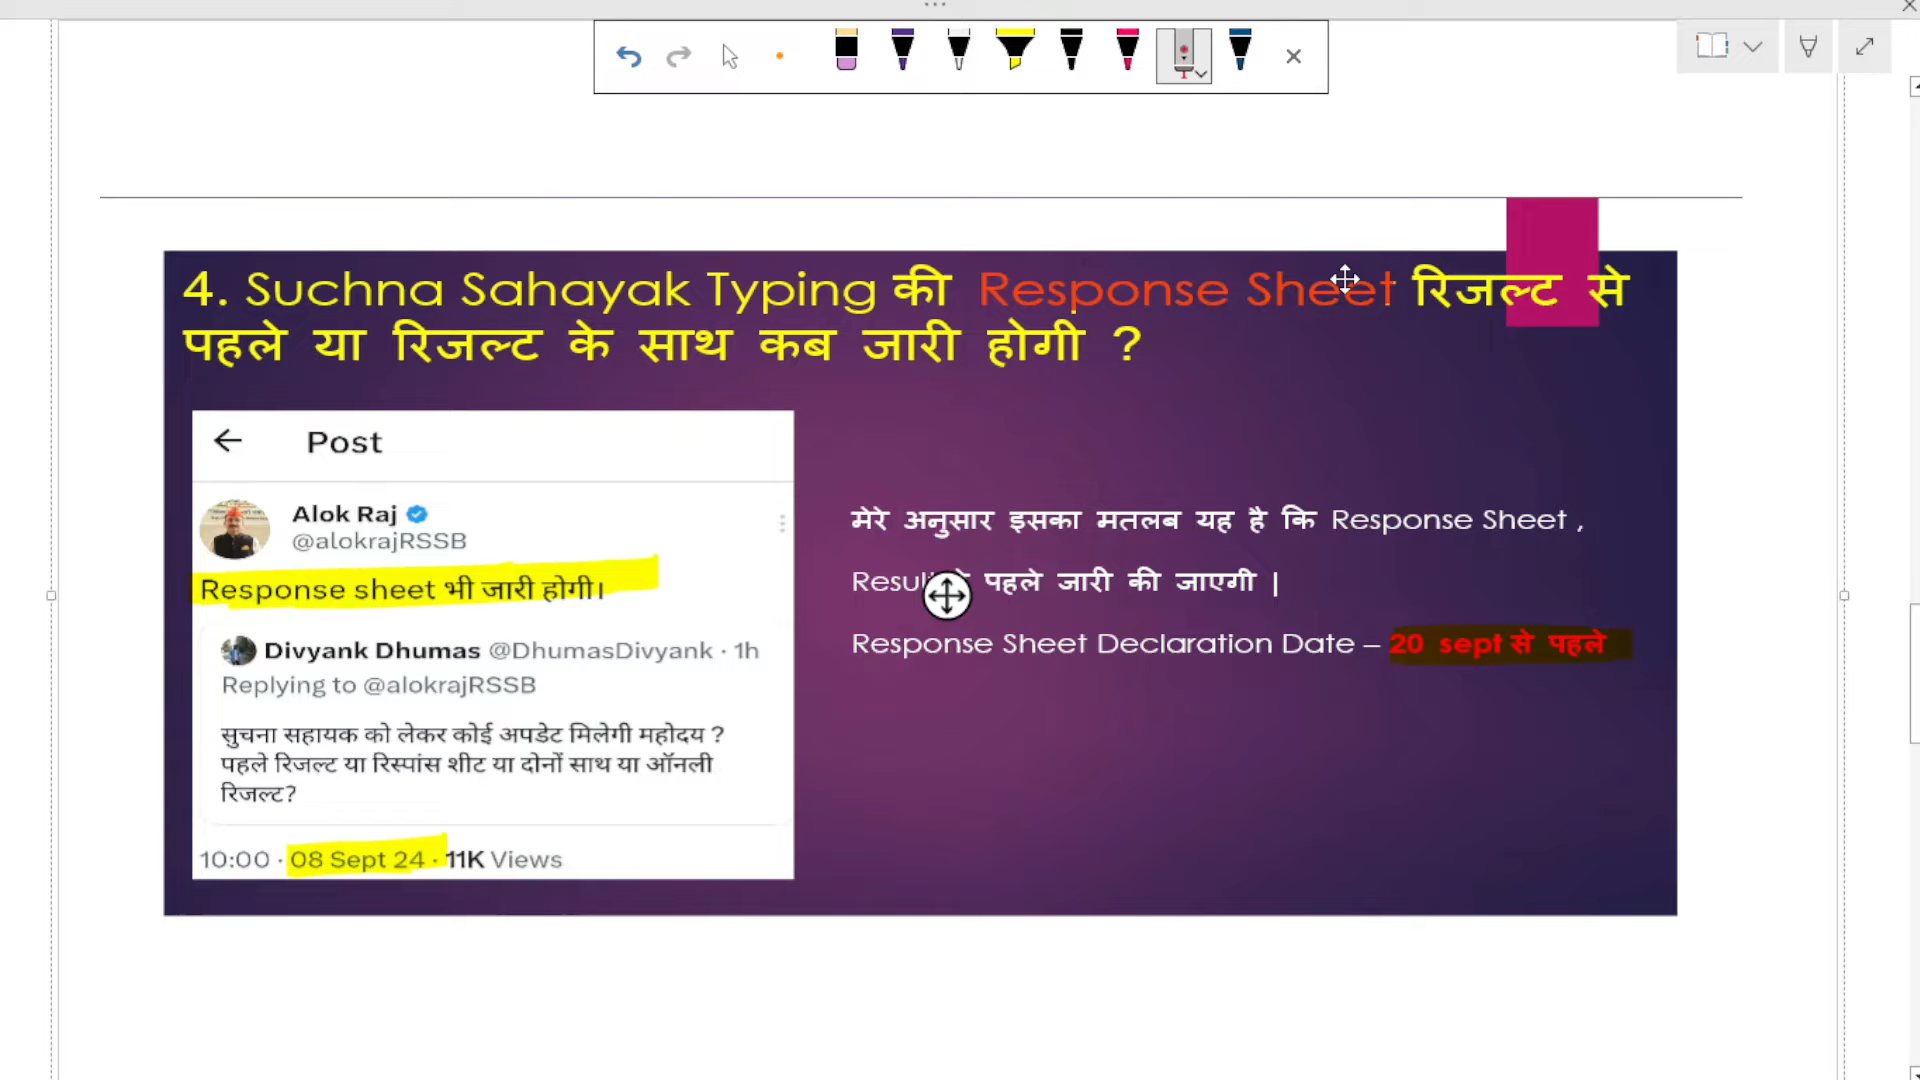 4. Suchna Sahayak Typing की Response Sheet रिजल्ट से
पहले या रिजल्ट के साथ कब जारी होगी ?
Post
Alok Raj
@alokrajRSSB
Response sheet भी जारी होगी।
Divyank Dhumas @DhumasDivyank · 1h
Replying to @alokrajRSSB
सुचना सहायक को लेकर कोई अपडेट मिलेगी महोदय ?
पहले रिजल्ट या रिस्पांस शीट या दोनों साथ या ऑनली
रिजल्ट?
10:00 · 08 Sept 24 · 11K Views
मेरे अनुसार इसका मतलब यह है कि Response Sheet ,
पहले जारी की जाएगी |
Response Sheet Declaration Date – 20 sept से पहले